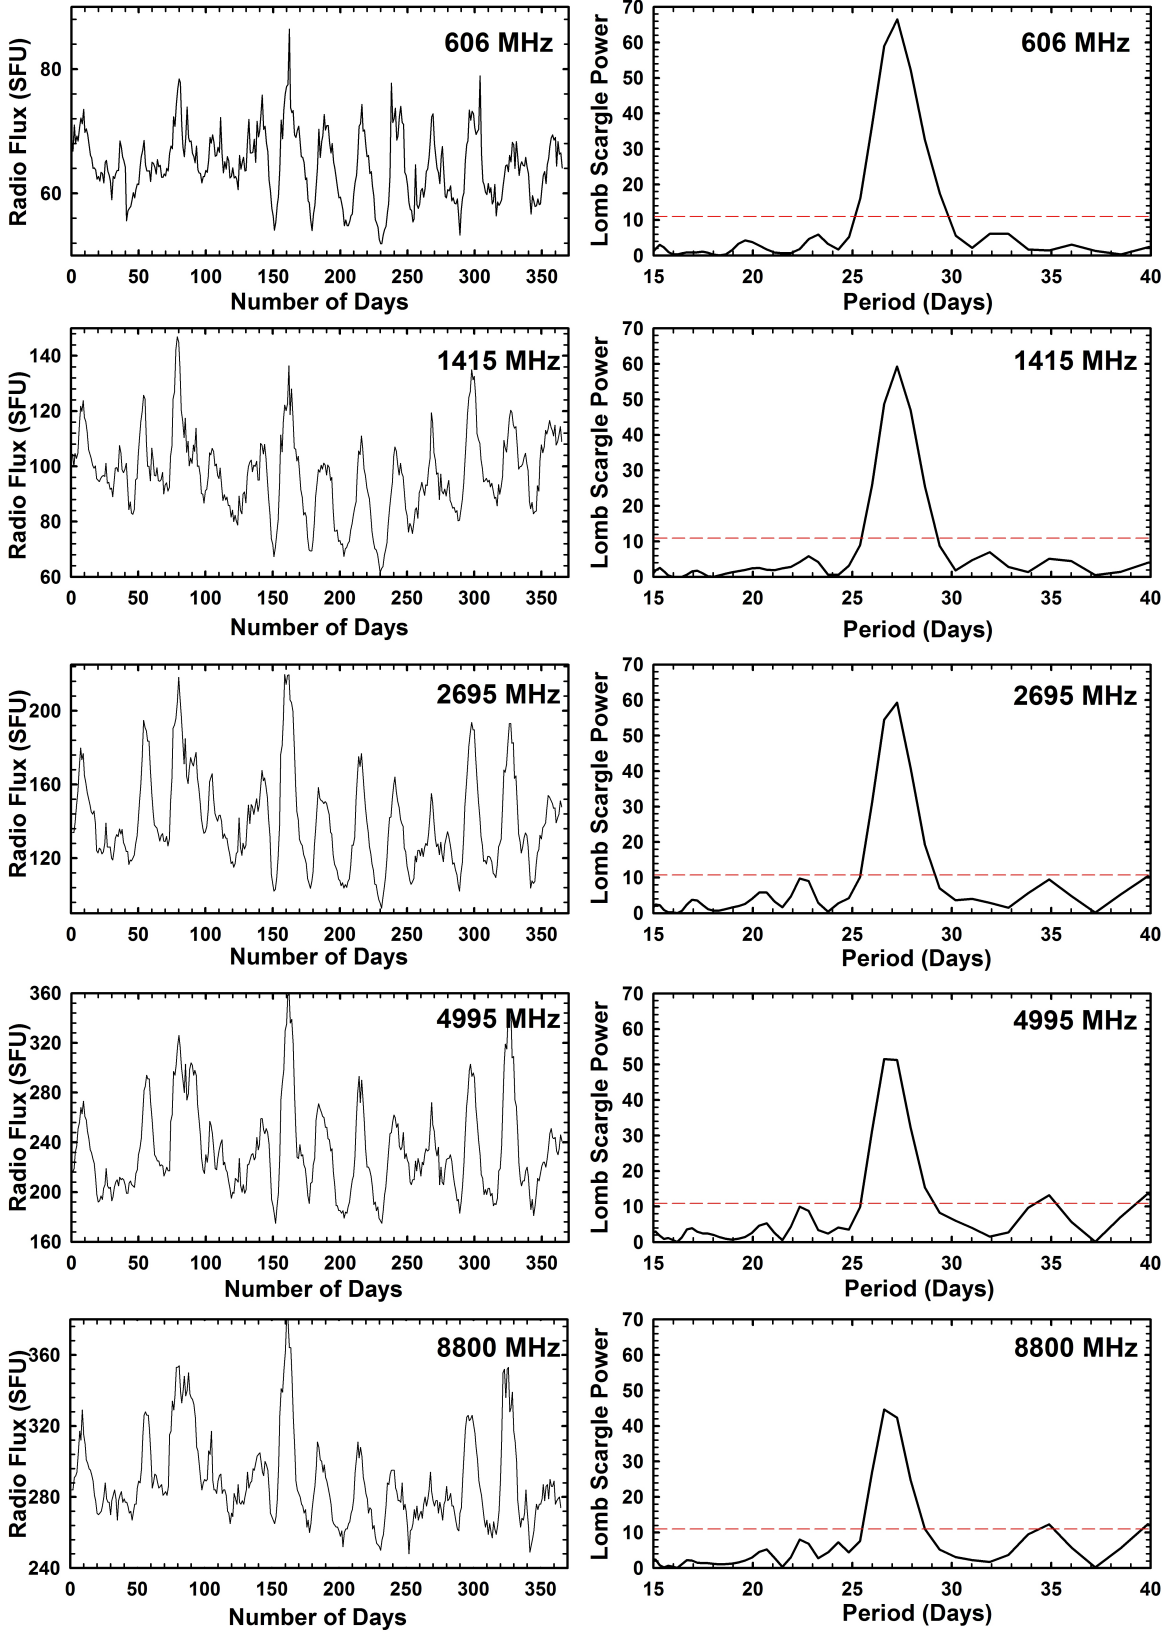 606 MHz
Radio Flux (SFU)
80
60
0 50 100 150 200 250 300 350
Number of Days
606 MHz
Lomb Scargle Power
70
60
50
40
30
20
10
0
15 20 25 30 35 40
Period (Days)
1415 MHz
Radio Flux (SFU)
140
120
100
80
60
0 50 100 150 200 250 300 350
Number of Days
1415 MHz
Lomb Scargle Power
70
60
50
40
30
20
10
0
15 20 25 30 35 40
Period (Days)
2695 MHz
Radio Flux (SFU)
200
160
120
0 50 100 150 200 250 300 350
Number of Days
2695 MHz
Lomb Scargle Power
70
60
50
40
30
20
10
0
15 20 25 30 35 40
Period (Days)
4995 MHz
Radio Flux (SFU)
360
320
280
240
200
160
0 50 100 150 200 250 300 350
Number of Days
4995 MHz
Lomb Scargle Power
70
60
50
40
30
20
10
0
15 20 25 30 35 40
Period (Days)
8800 MHz
Radio Flux (SFU)
360
320
280
240
0 50 100 150 200 250 300 350
Number of Days
8800 MHz
Lomb Scargle Power
70
60
50
40
30
20
10
0
15 20 25 30 35 40
Period (Days)